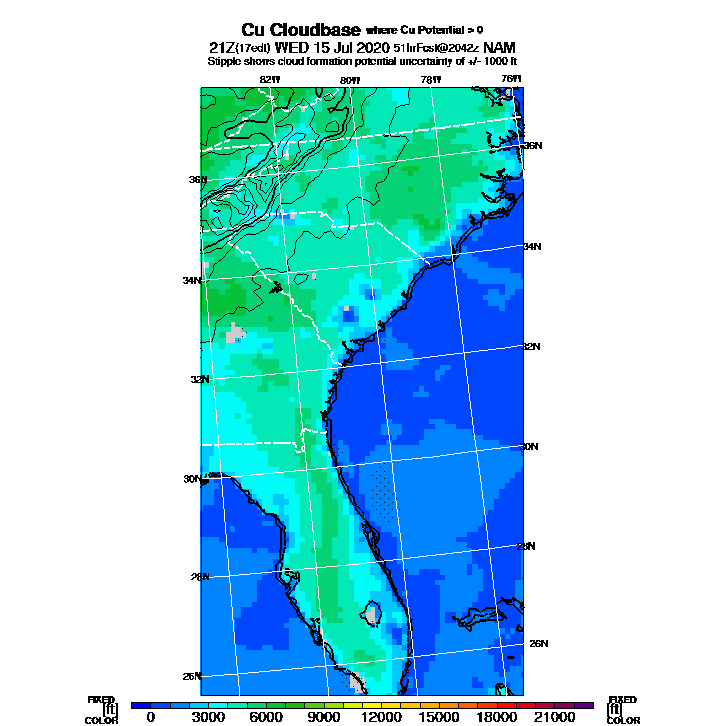 Cu Cloudbase where Cu Potential > 0
21Z(17edt) WED 15 Jul 2020 51hrFcst@2042z NAM
Stipple shows cloud formation potential uncertainty of +/- 1000 ft
82W 80W 78W 76W
36N 36N
34N 34N
32N 32N
30N 30N
28N 28N
26N 26N
FIXED FIXED
[ft] [ft]
COLOR COLOR
0 3000 6000 9000 12000 15000 18000 21000